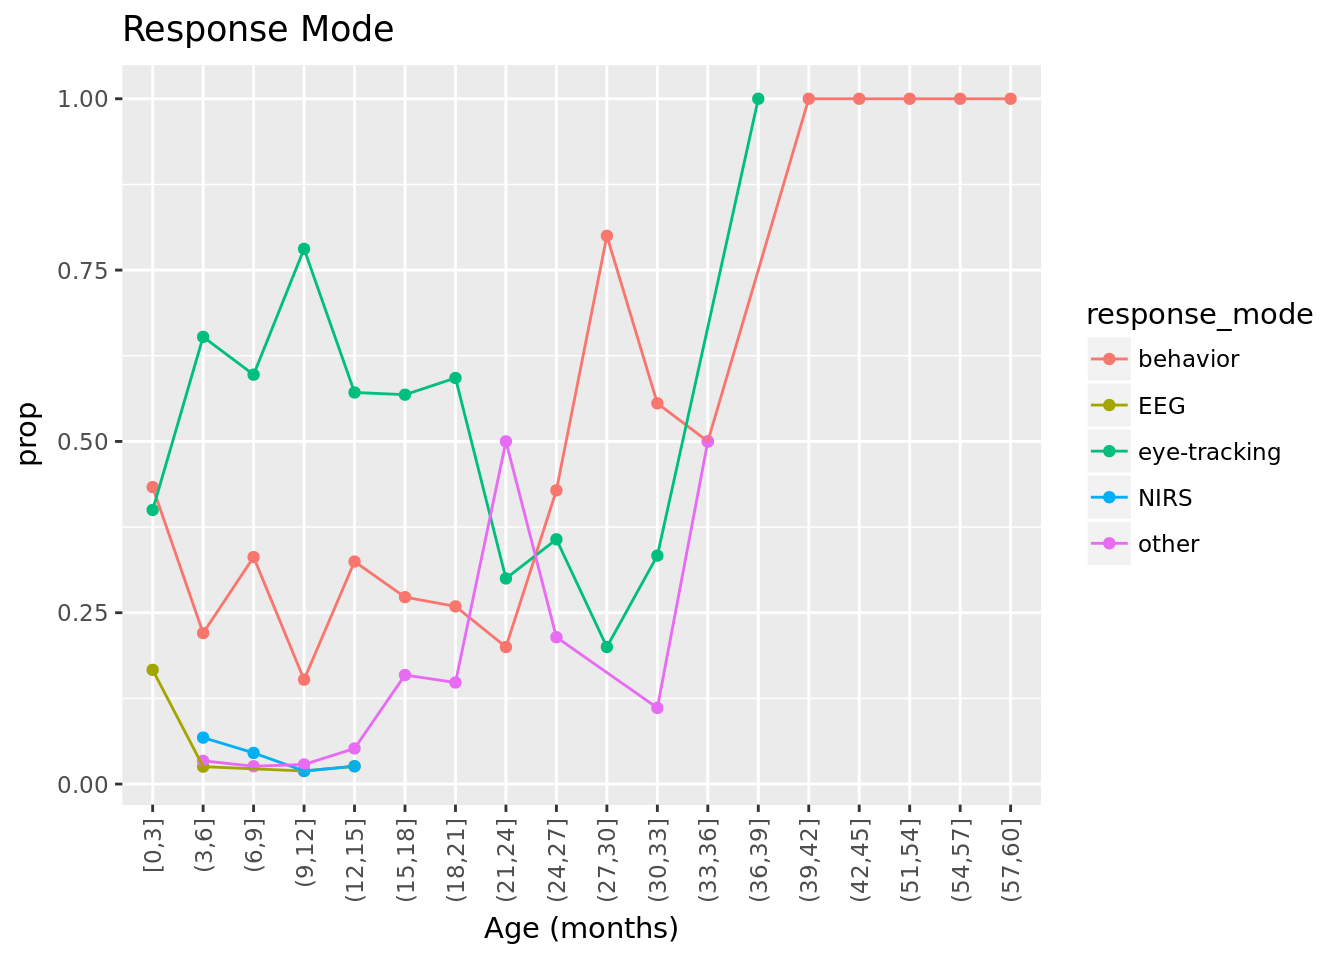 Response Mode
1.00
0.75
0.50
0.25
0.00
prop
[0,3]
(3,6]
(6,9]
(9,12]
(12,15]
(15,18]
(18,21]
(21,24]
(24,27]
(27,30]
(30,33]
(33,36]
(36,39]
(39,42]
(42,45]
(51,54]
(54,57]
(57,60]
Age (months)
response_mode
behavior
EEG
eye-tracking
NIRS
other